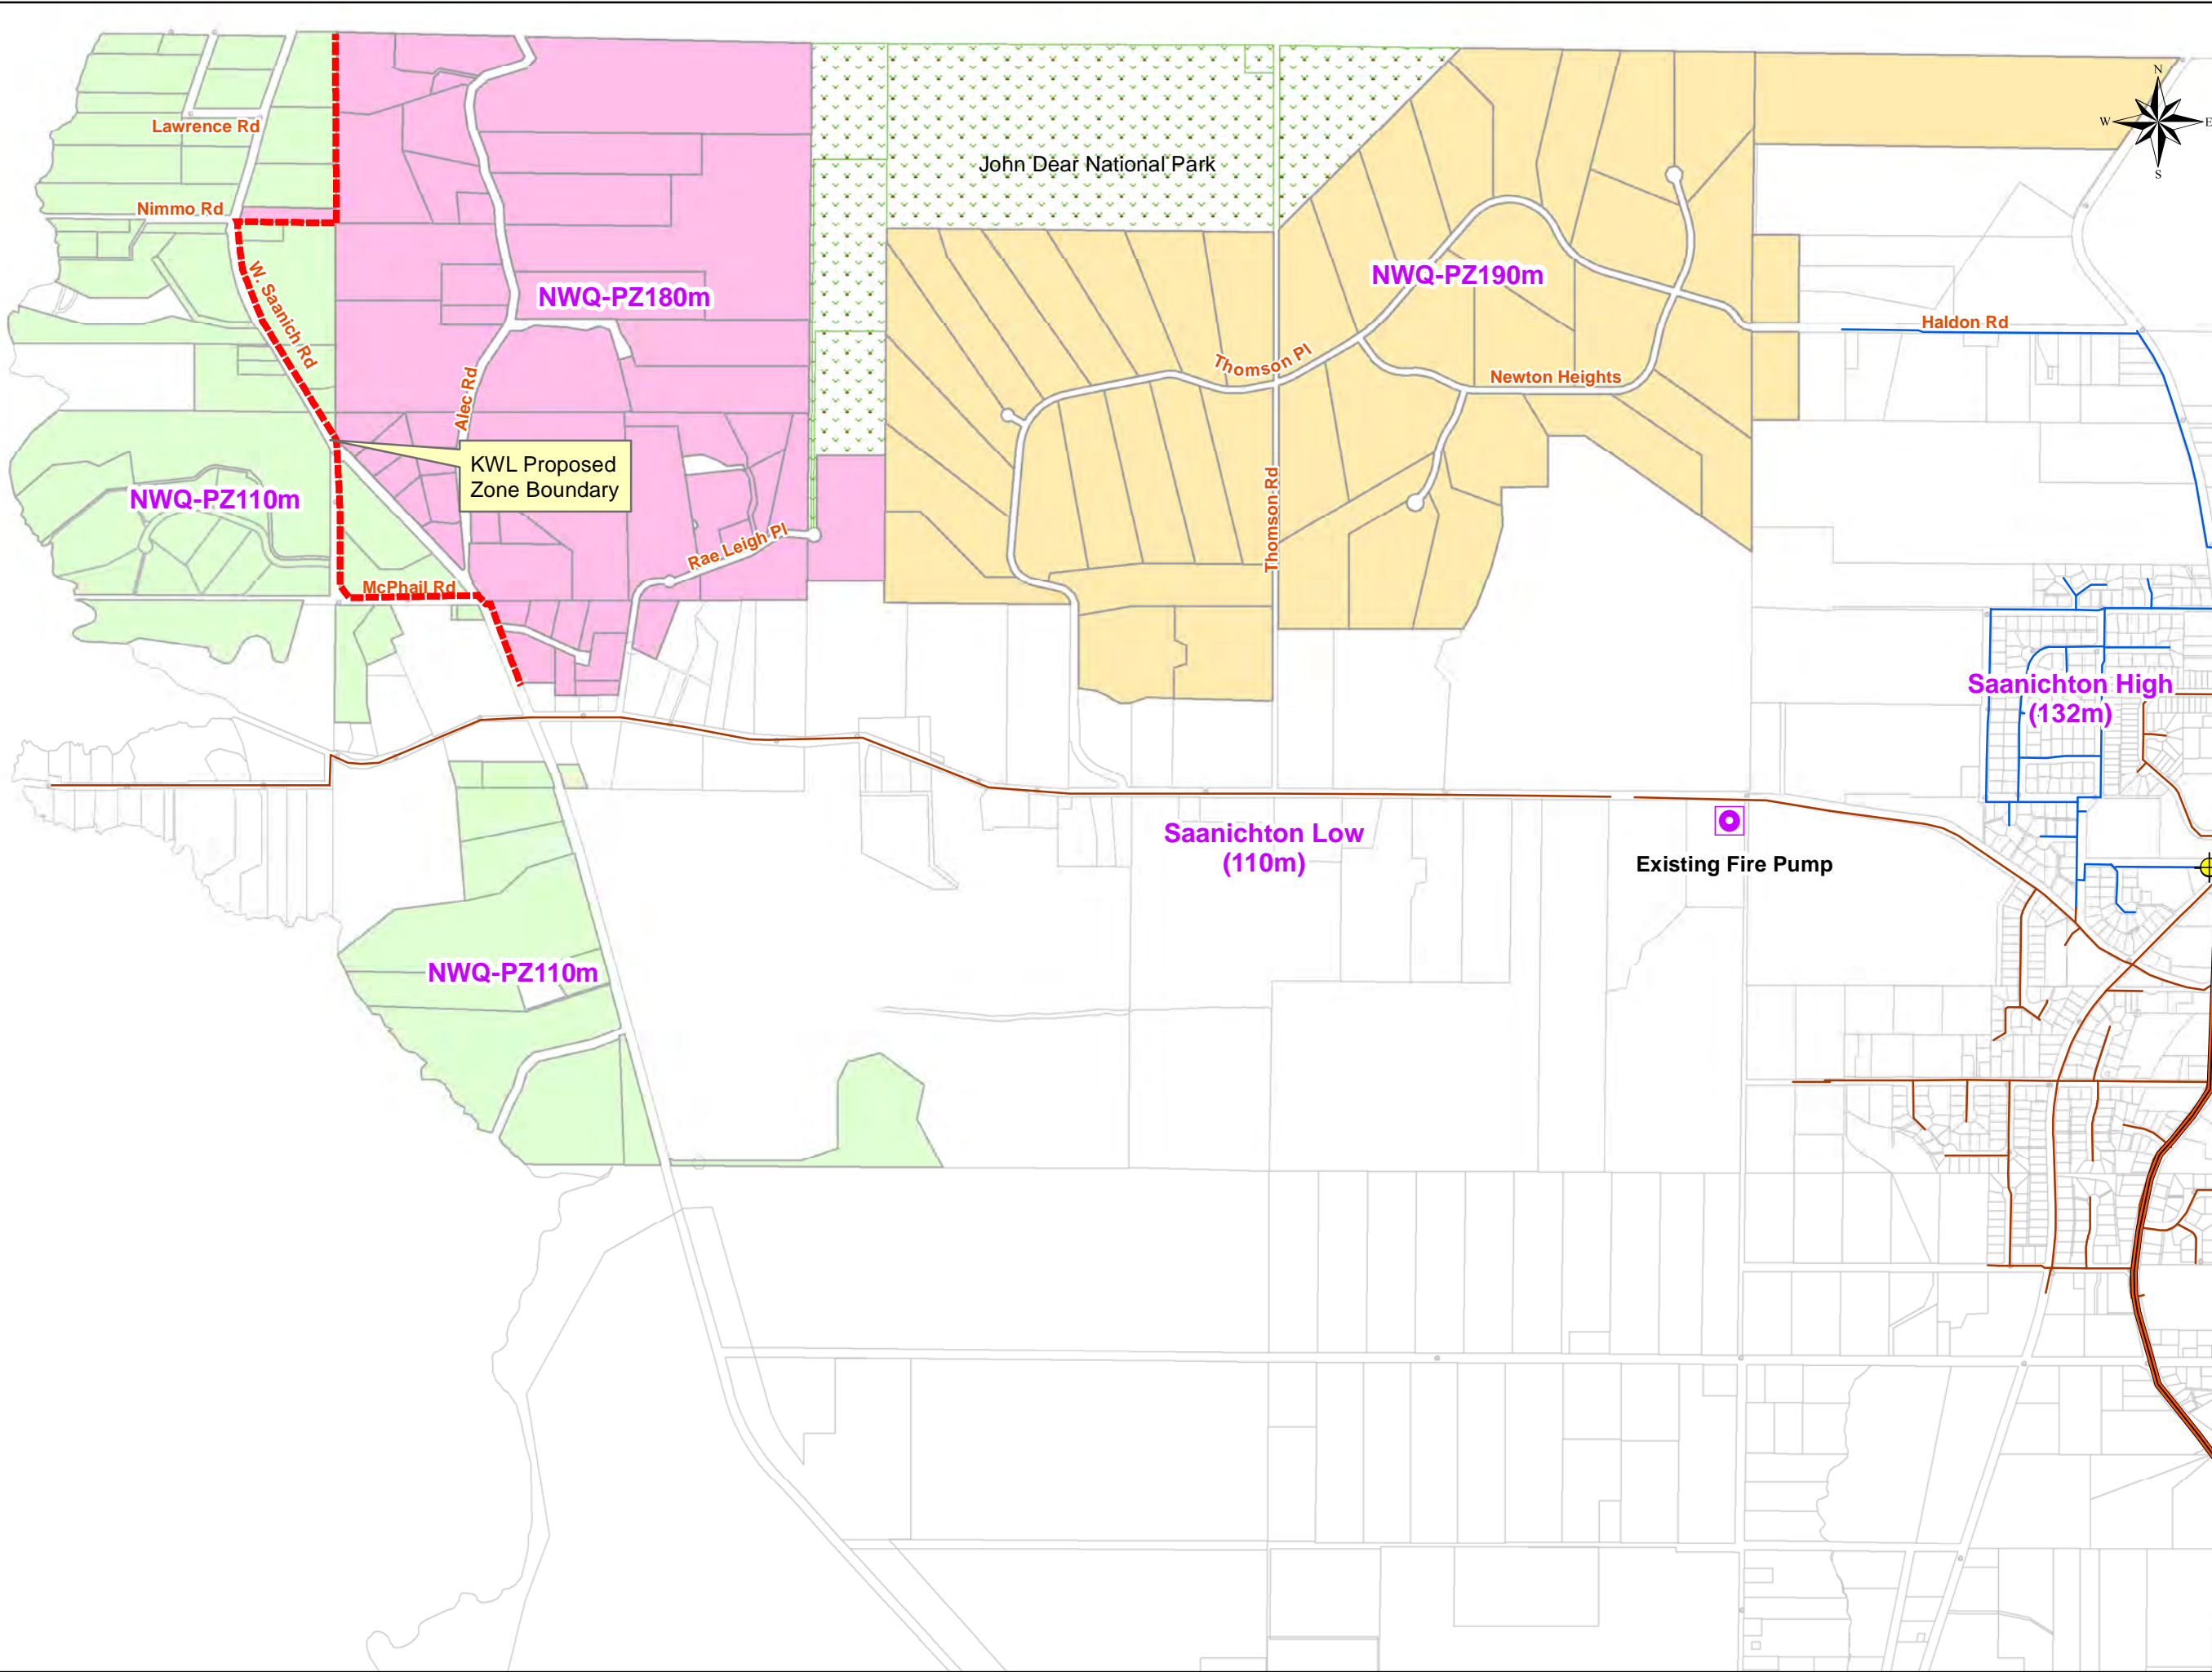 N
W
E
S
Lawrence Rd
John Dear National Park
Nimmo Rd
W. Saanich Rd
NWQ-PZ180m
NWQ-PZ190m
Haldon Rd
Thomson Pl
Newton Heights
Alec Rd
KWL Proposed
Zone Boundary
NWQ-PZ110m
Thomson Rd
Rae Leigh Pl
McPhail Rd
Saanichton High
(132m)
Saanichton Low
(110m)
Existing Fire Pump
NWQ-PZ110m